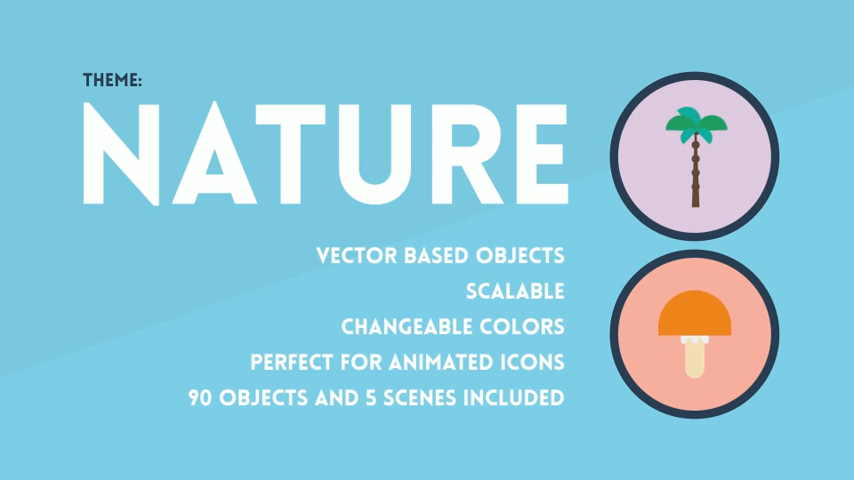 THEME:
NATURE
VECTOR BASED OBJECTS
SCALABLE
CHANGEABLE COLORS
PERFECT FOR ANIMATED ICONS
90 OBJECTS AND 5 SCENES INCLUDED